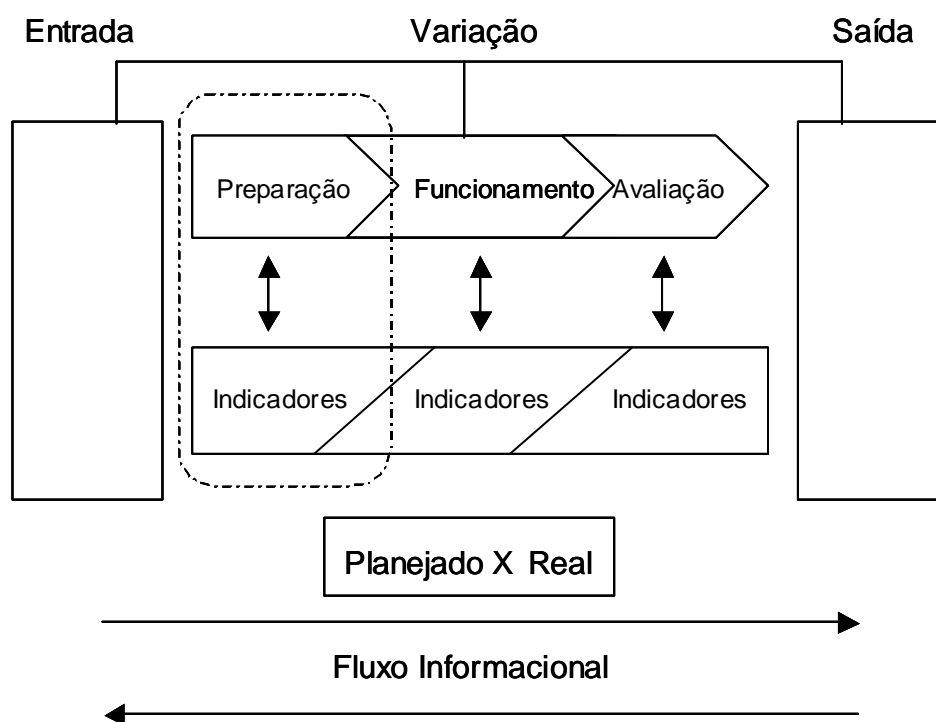 Entrada
Variação
Saída
Preparação
Funcionamento
Avaliação
Indicadores
Indicadores
Indicadores
Planejado X Real
Fluxo Informacional